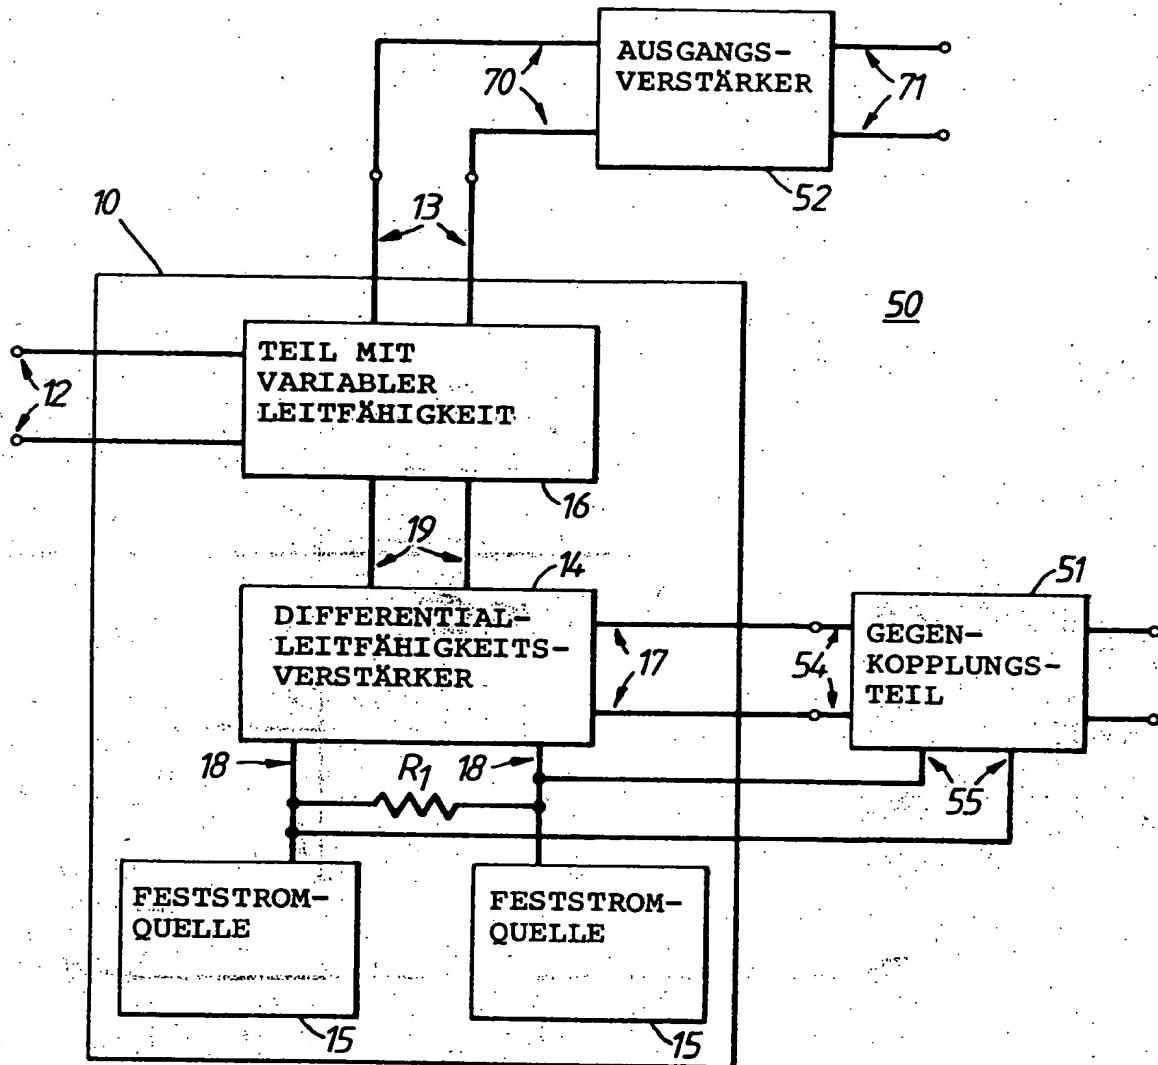 AUSGANGS-
VERSTÄRKER
70
71
52
10
13
50
TEIL MIT
VARIABLER
LEITFÄHIGKEIT
12
16
19
14
51
DIFFERENTIAL-
LEITFÄHIGKEITS-
VERSTÄRKER
GEGEN-
KOPPLUNGS-
TEIL
17
54
18
R1
18
55
FESTSTROM-
QUELLE
FESTSTROM-
QUELLE
15
15